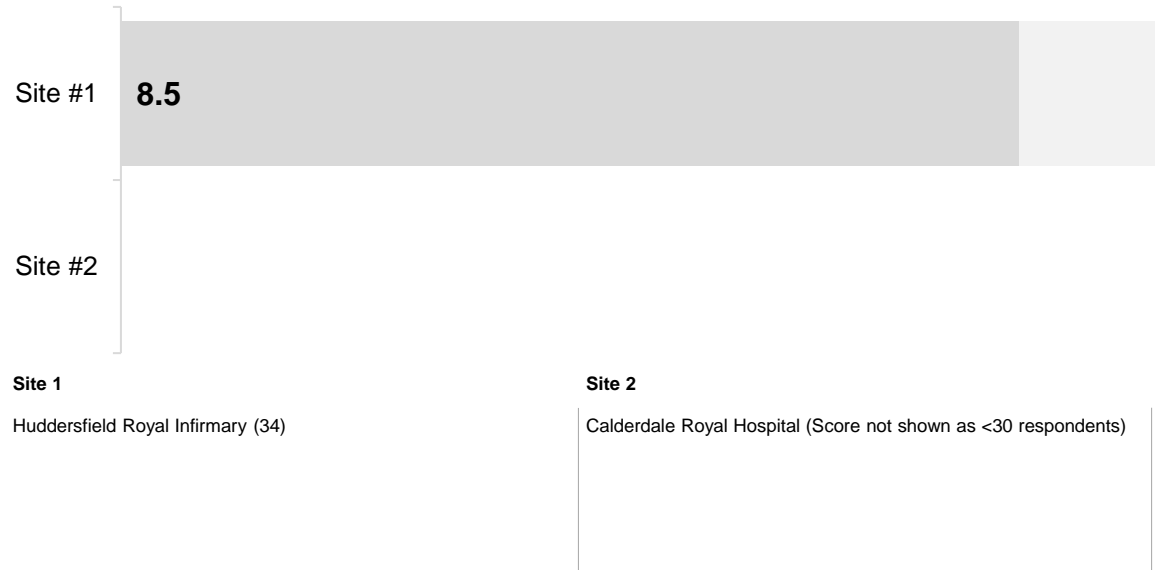 Site #1
8.5
Site #2
Site 1
Huddersfield Royal Infirmary (34)
Site 2
Calderdale Royal Hospital (Score not shown as <30 respondents)